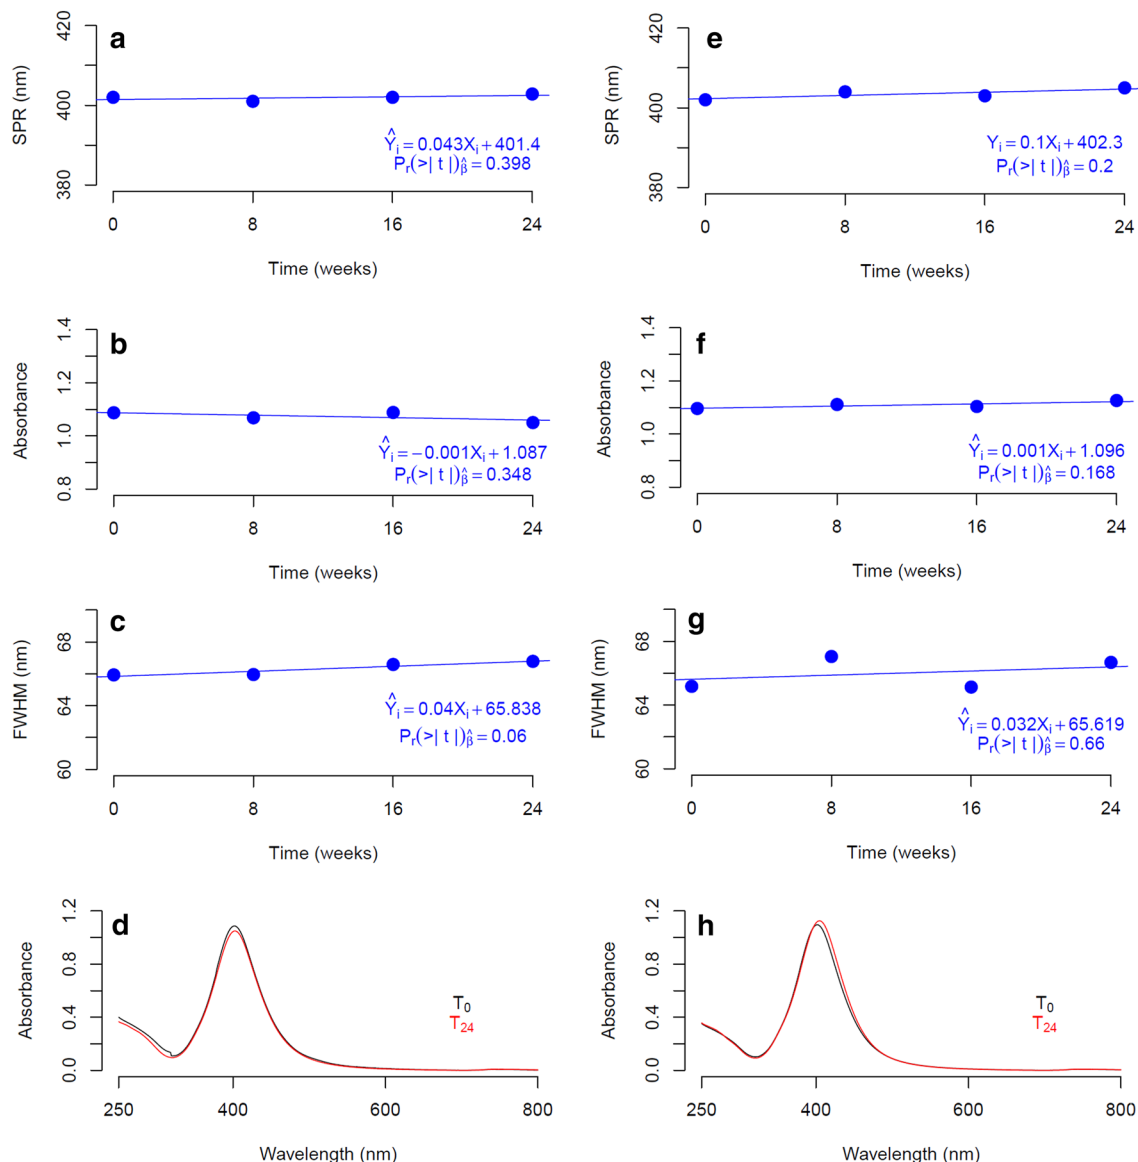 a
SPR (nm)
420
400
380
Ŷi = 0.043Xi + 401.4
Pr(>| t |)β̂ = 0.398
0 8 16 24
Time (weeks)
e
SPR (nm)
420
400
380
Yi = 0.1Xi + 402.3
Pr(>| t |)β̂ = 0.2
0 8 16 24
Time (weeks)
b
Absorbance
1.4
1.2
1.0
0.8
Ŷi = −0.001Xi + 1.087
Pr(>| t |)β̂ = 0.348
0 8 16 24
Time (weeks)
f
Absorbance
1.4
1.2
1.0
0.8
Ŷi = 0.001Xi + 1.096
Pr(>| t |)β̂ = 0.168
0 8 16 24
Time (weeks)
c
FWHM (nm)
68
64
60
Ŷi = 0.04Xi + 65.838
Pr(>| t |)β̂ = 0.06
0 8 16 24
Time (weeks)
g
FWHM (nm)
68
64
60
Ŷi = 0.032Xi + 65.619
Pr(>| t |)β̂ = 0.66
0 8 16 24
Time (weeks)
d
Absorbance
1.2
0.8
0.4
0.0
T0
T24
250 400 600 800
Wavelength (nm)
h
Absorbance
1.2
0.8
0.4
0.0
T0
T24
250 400 600 800
Wavelength (nm)